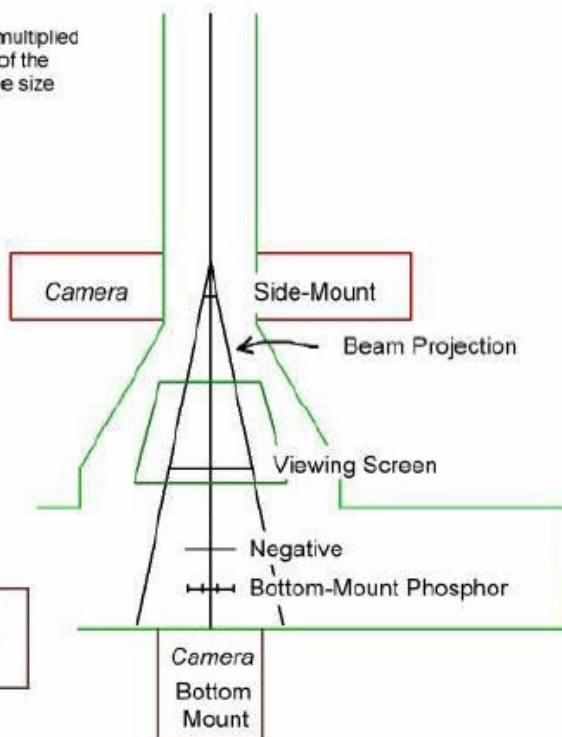 multiplied
of the
e size
Camera
Side-Mount
Beam Projection
Viewing Screen
Negative
Bottom-Mount Phosphor
Camera
Bottom
Mount